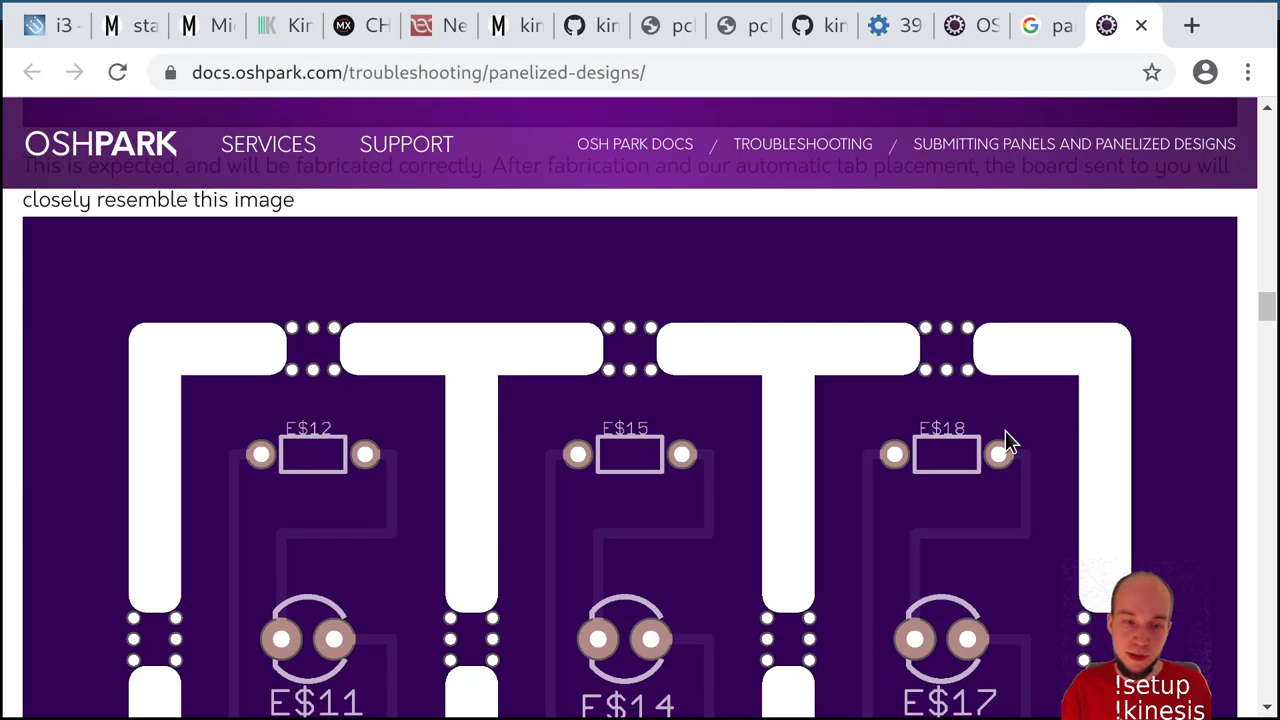 i3
sta
Mi
Kir
CH
Ne
kin
kin
pcl
pcl
kin
39
OS
pa
docs.oshpark.com/troubleshooting/panelized-designs/
OSHPARK SERVICES SUPPORT OSH PARK DOCS / TROUBLESHOOTING / SUBMITTING PANELS AND PANELIZED DESIGNS
This is expected, and will be fabricated correctly. After fabrication and our automatic tab placement, the board sent to you will
closely resemble this image
E$12 E$15 E$18
E$11 E$14 E$17
!setup
!kinesis